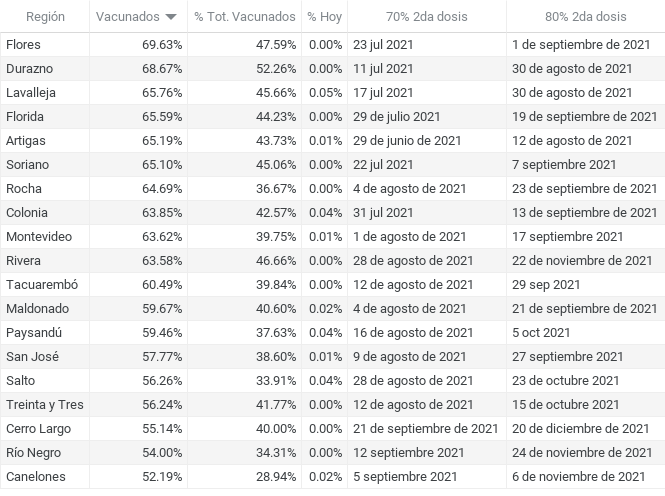 Región Vacunados % Tot. Vacunados % Hoy 70% 2da dosis 80% 2da dosis
Flores 69.63% 47.59% 0.00% 23 jul 2021 1 de septiembre de 2021
Durazno 68.67% 52.26% 0.00% 11 jul 2021 30 de agosto de 2021
Lavalleja 65.76% 45.66% 0.05% 17 jul 2021 30 de agosto de 2021
Florida 65.59% 44.23% 0.00% 29 de julio 2021 19 de septiembre de 2021
Artigas 65.19% 43.73% 0.01% 29 de junio de 2021 12 de agosto de 2021
Soriano 65.10% 45.06% 0.00% 22 jul 2021 7 septiembre 2021
Rocha 64.69% 36.67% 0.00% 4 de agosto de 2021 23 de septiembre de 2021
Colonia 63.85% 42.57% 0.04% 31 jul 2021 13 de septiembre de 2021
Montevideo 63.62% 39.75% 0.01% 1 de agosto de 2021 17 septiembre 2021
Rivera 63.58% 46.66% 0.00% 28 de agosto de 2021 22 de noviembre de 2021
Tacuarembó 60.49% 39.84% 0.00% 12 de agosto de 2021 29 sep 2021
Maldonado 59.67% 40.60% 0.02% 4 de agosto de 2021 21 de septiembre de 2021
Paysandú 59.46% 37.63% 0.04% 16 de agosto de 2021 5 oct 2021
San José 57.77% 38.60% 0.01% 9 de agosto de 2021 27 septiembre 2021
Salto 56.26% 33.91% 0.04% 28 de agosto de 2021 23 de octubre 2021
Treinta y Tres 56.24% 41.77% 0.00% 12 de agosto de 2021 15 de octubre 2021
Cerro Largo 55.14% 40.00% 0.00% 21 de septiembre de 2021 20 de diciembre de 2021
Río Negro 54.00% 34.31% 0.00% 12 septiembre 2021 24 de noviembre de 2021
Canelones 52.19% 28.94% 0.02% 5 septiembre 2021 6 de noviembre de 2021